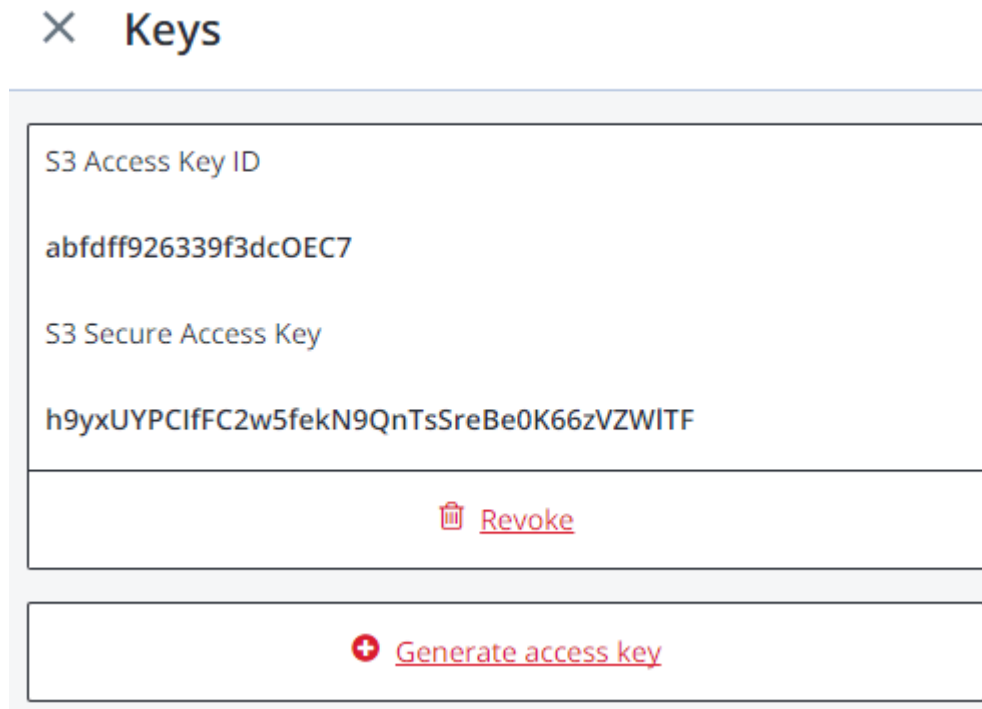 Keys
S3 Access Key ID
abfdff926339f3dcOEC7
S3 Secure Access Key
h9yxUYPCIfFC2w5fekN9QnTsSreBe0K66zVZWlTF
Revoke
Generate access key